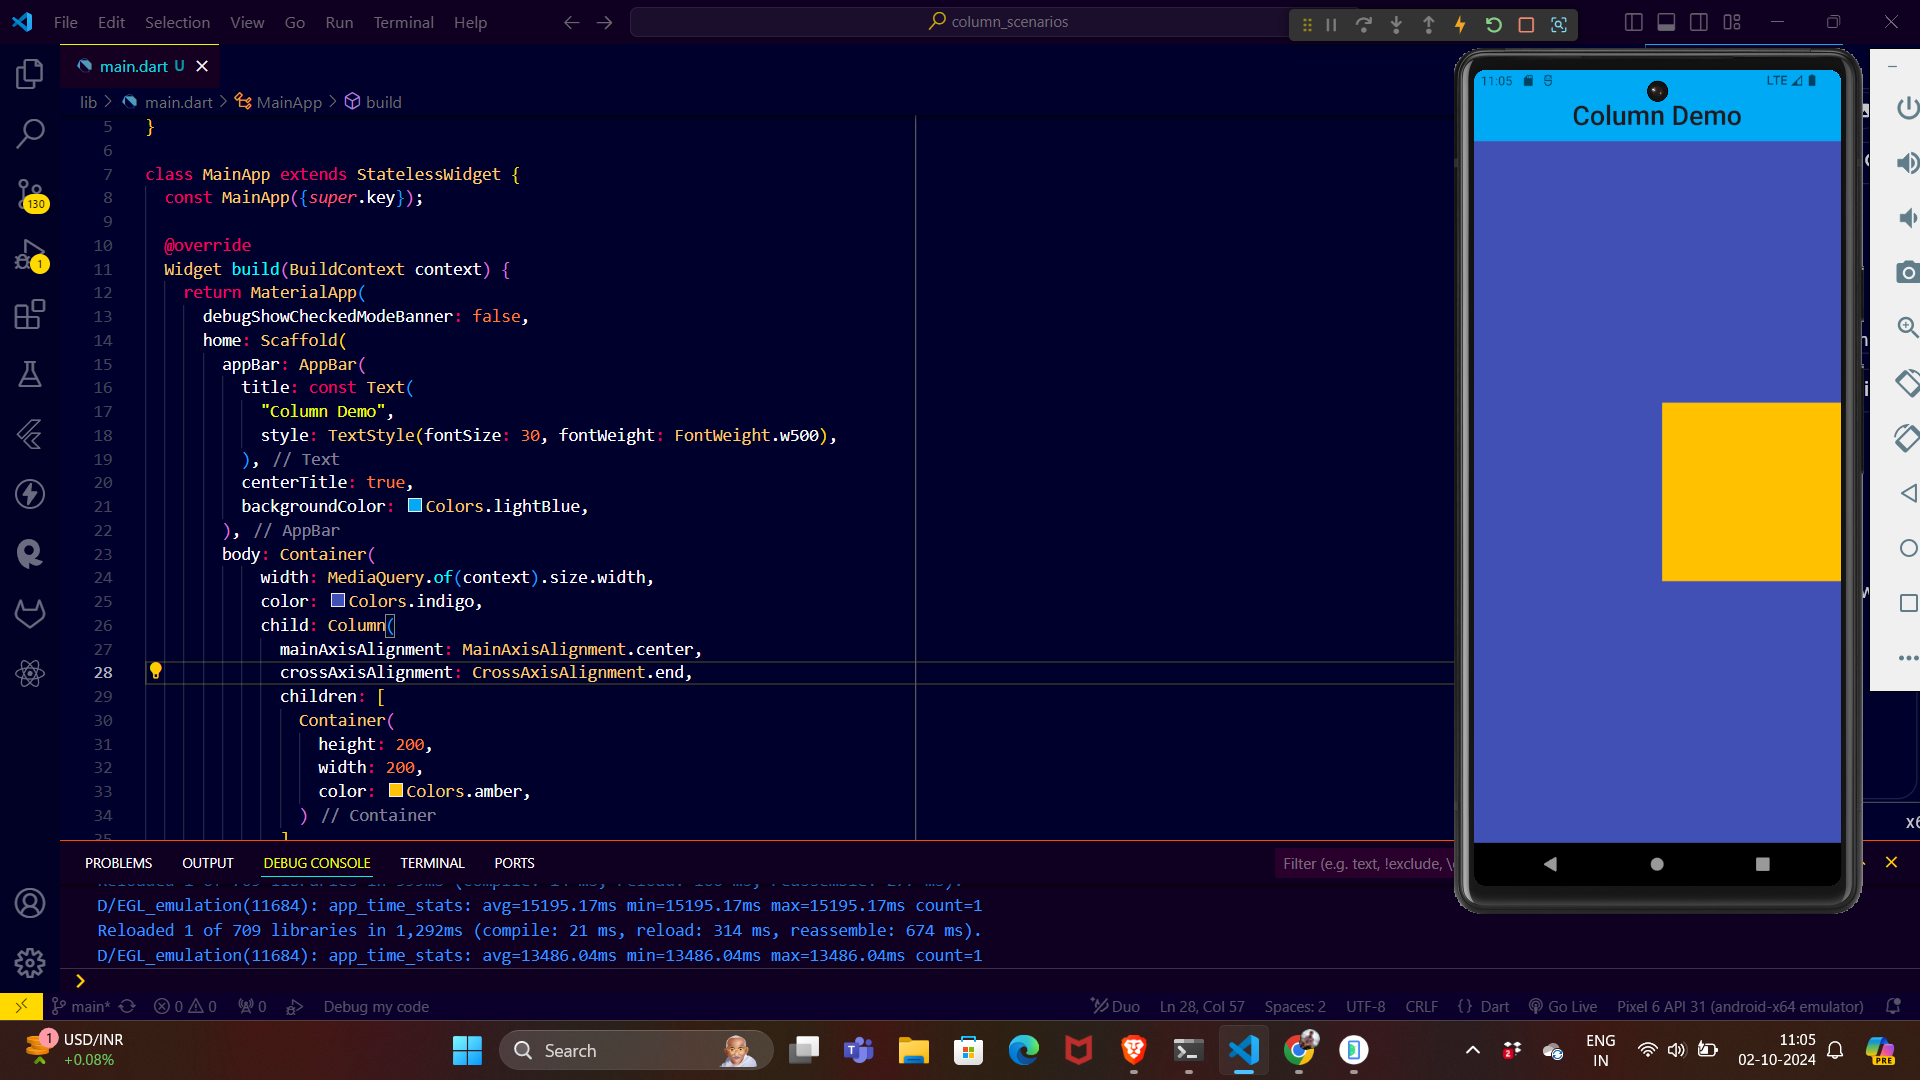 File Edit Selection View Go Run Terminal Help
column_scenarios
main.dart U
lib > main.dart > MainApp > build
5 }
6
7 class MainApp extends StatelessWidget {
8 const MainApp({super.key});
9
10 @override
11 Widget build(BuildContext context) {
12 return MaterialApp(
13 debugShowCheckedModeBanner: false,
14 home: Scaffold(
15 appBar: AppBar(
16 title: const Text(
17 "Column Demo",
18 style: TextStyle(fontSize: 30, fontWeight: FontWeight.w500),
19 ), // Text
20 centerTitle: true,
21 backgroundColor: Colors.lightBlue,
22 ), // AppBar
23 body: Container(
24 width: MediaQuery.of(context).size.width,
25 color: Colors.indigo,
26 child: Column(
27 mainAxisAlignment: MainAxisAlignment.center,
28 crossAxisAlignment: CrossAxisAlignment.end,
29 children: [
30 Container(
31 height: 200,
32 width: 200,
33 color: Colors.amber,
34 ) // Container
35 ]
130
1
11:05
LTE
Column Demo
PROBLEMS OUTPUT DEBUG CONSOLE TERMINAL PORTS
Filter (e.g. text, !exclude, \
D/EGL_emulation(11684): app_time_stats: avg=15195.17ms min=15195.17ms max=15195.17ms count=1
Reloaded 1 of 709 libraries in 1,292ms (compile: 21 ms, reload: 314 ms, reassemble: 674 ms).
D/EGL_emulation(11684): app_time_stats: avg=13486.04ms min=13486.04ms max=13486.04ms count=1
>
main* 0 0 0 Debug my code
Duo Ln 28, Col 57 Spaces: 2 UTF-8 CRLF {} Dart Go Live Pixel 6 API 31 (android-x64 emulator)
1 USD/INR
+0.08%
Search
2
ENG
IN
11:05
02-10-2024
PRE